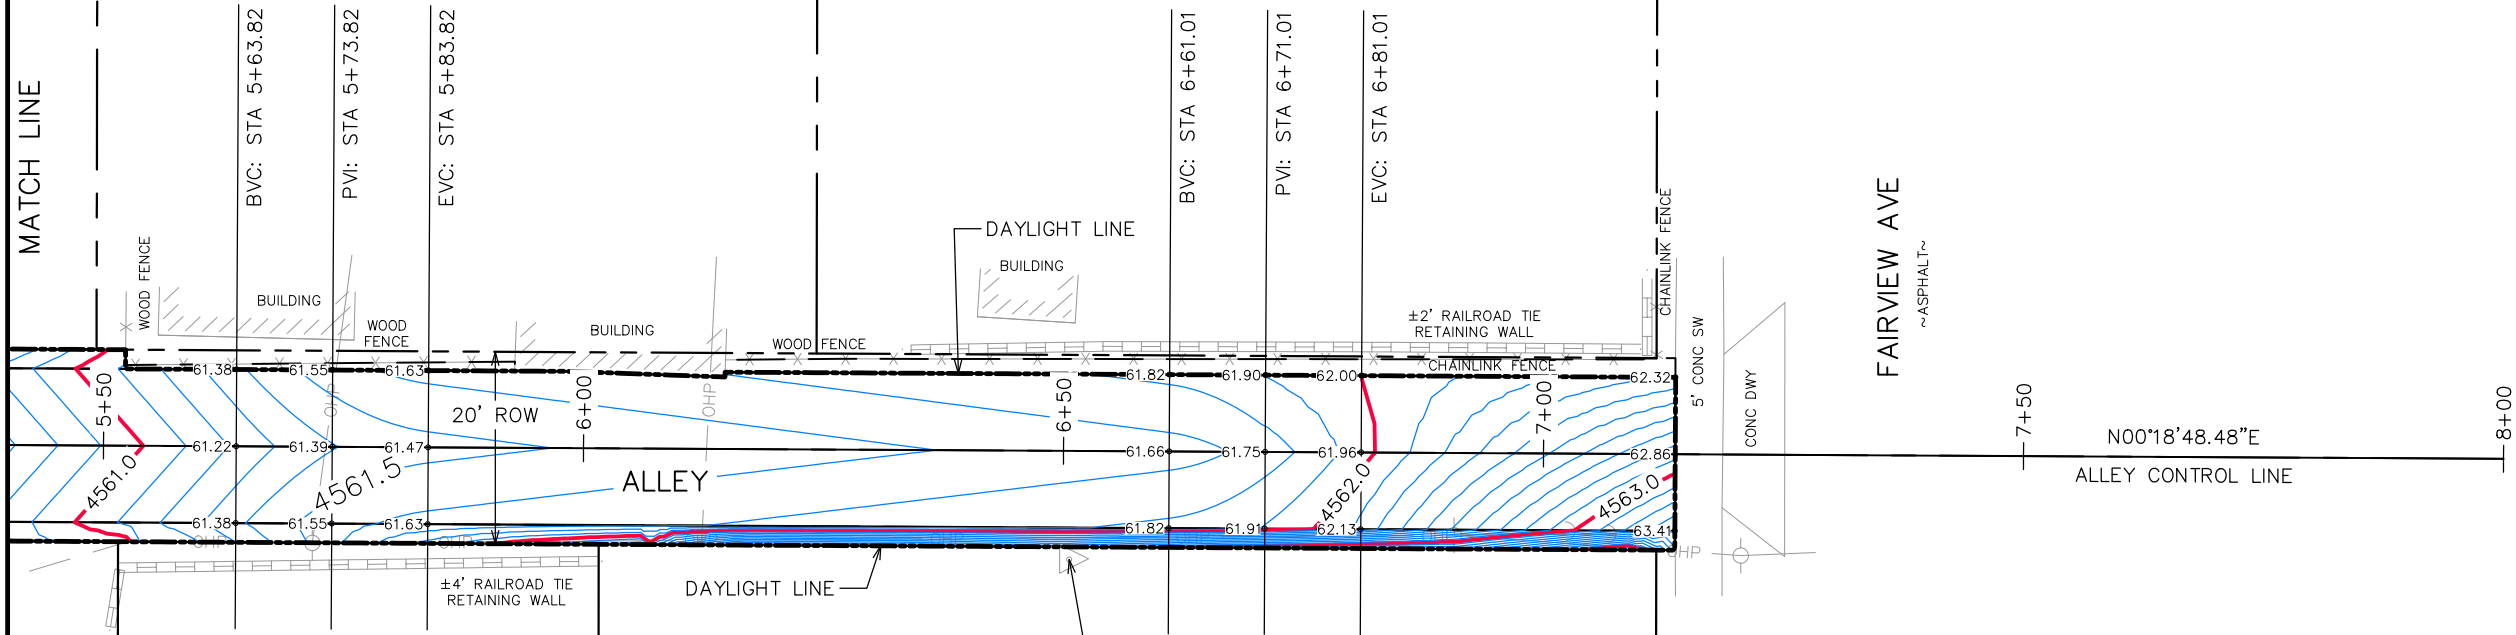 MATCH LINE
BVC: STA 5+63.82
PVI: STA 5+73.82
EVC: STA 5+83.82
BVC: STA 6+61.01
PVI: STA 6+71.01
EVC: STA 6+81.01
WOOD FENCE
BUILDING
WOOD
FENCE
BUILDING
WOOD FENCE
DAYLIGHT LINE
BUILDING
±2' RAILROAD TIE
RETAINING WALL
CHAINLINK FENCE
CHAINLINK FENCE
5' CONC SW
CONC DWY
FAIRVIEW AVE
~ASPHALT~
61.38
61.55
61.63
61.82
61.90
62.00
62.32
5+50
20' ROW
6+00
6+50
7+00
7+50
8+00
OHP
OHP
61.22
61.39
61.47
61.66
61.75
61.96
62.86
N00°18'48.48"E
ALLEY CONTROL LINE
4561.0
4561.5
ALLEY
4562.0
4563.0
61.38
61.55
61.63
61.82
61.91
62.13
63.41
OHP
OHP
OHP
OHP
OHP
±4' RAILROAD TIE
RETAINING WALL
DAYLIGHT LINE